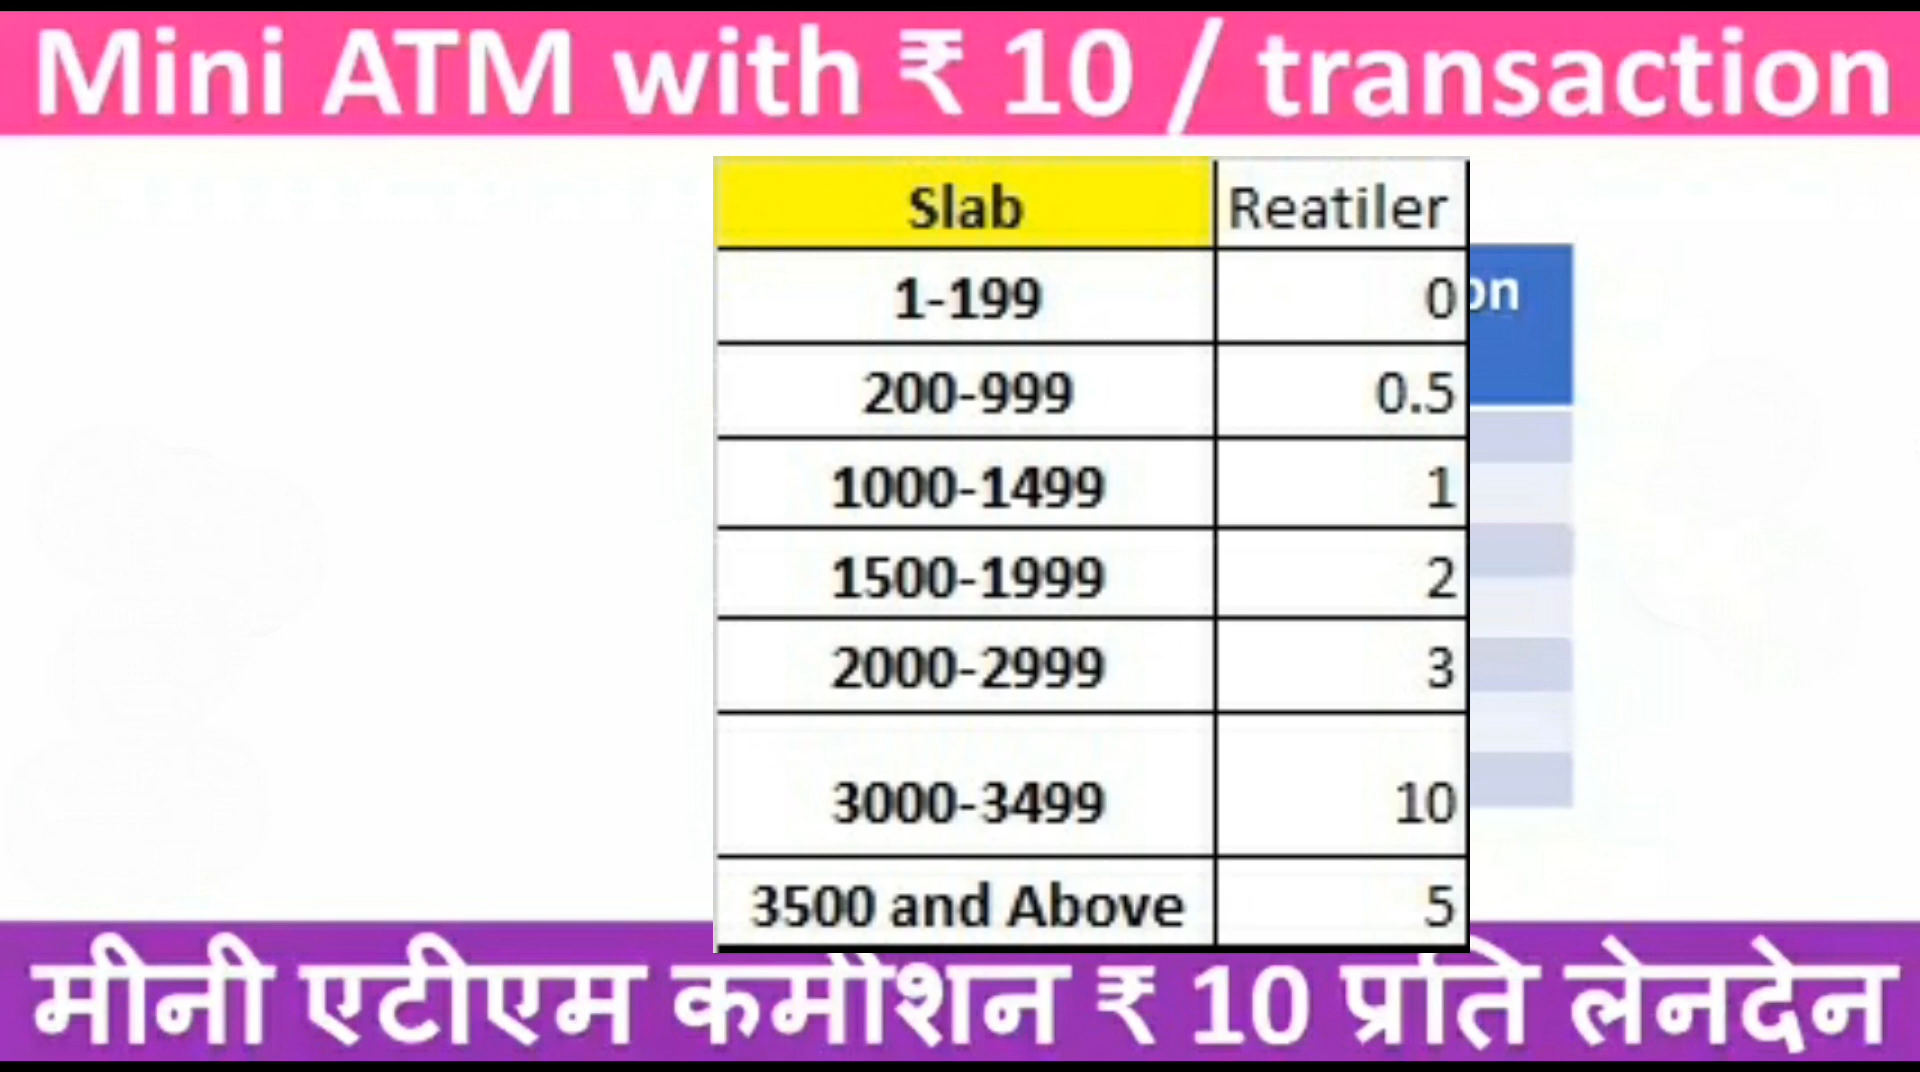 Mini ATM with ₹ 10 / transaction
Slab Reatiler
1-199 0
200-999 0.5
1000-1499 1
1500-1999 2
2000-2999 3
3000-3499 10
3500 and Above 5
मीनी एटीएम कमीशन ₹ 10 प्रति लेनदेन